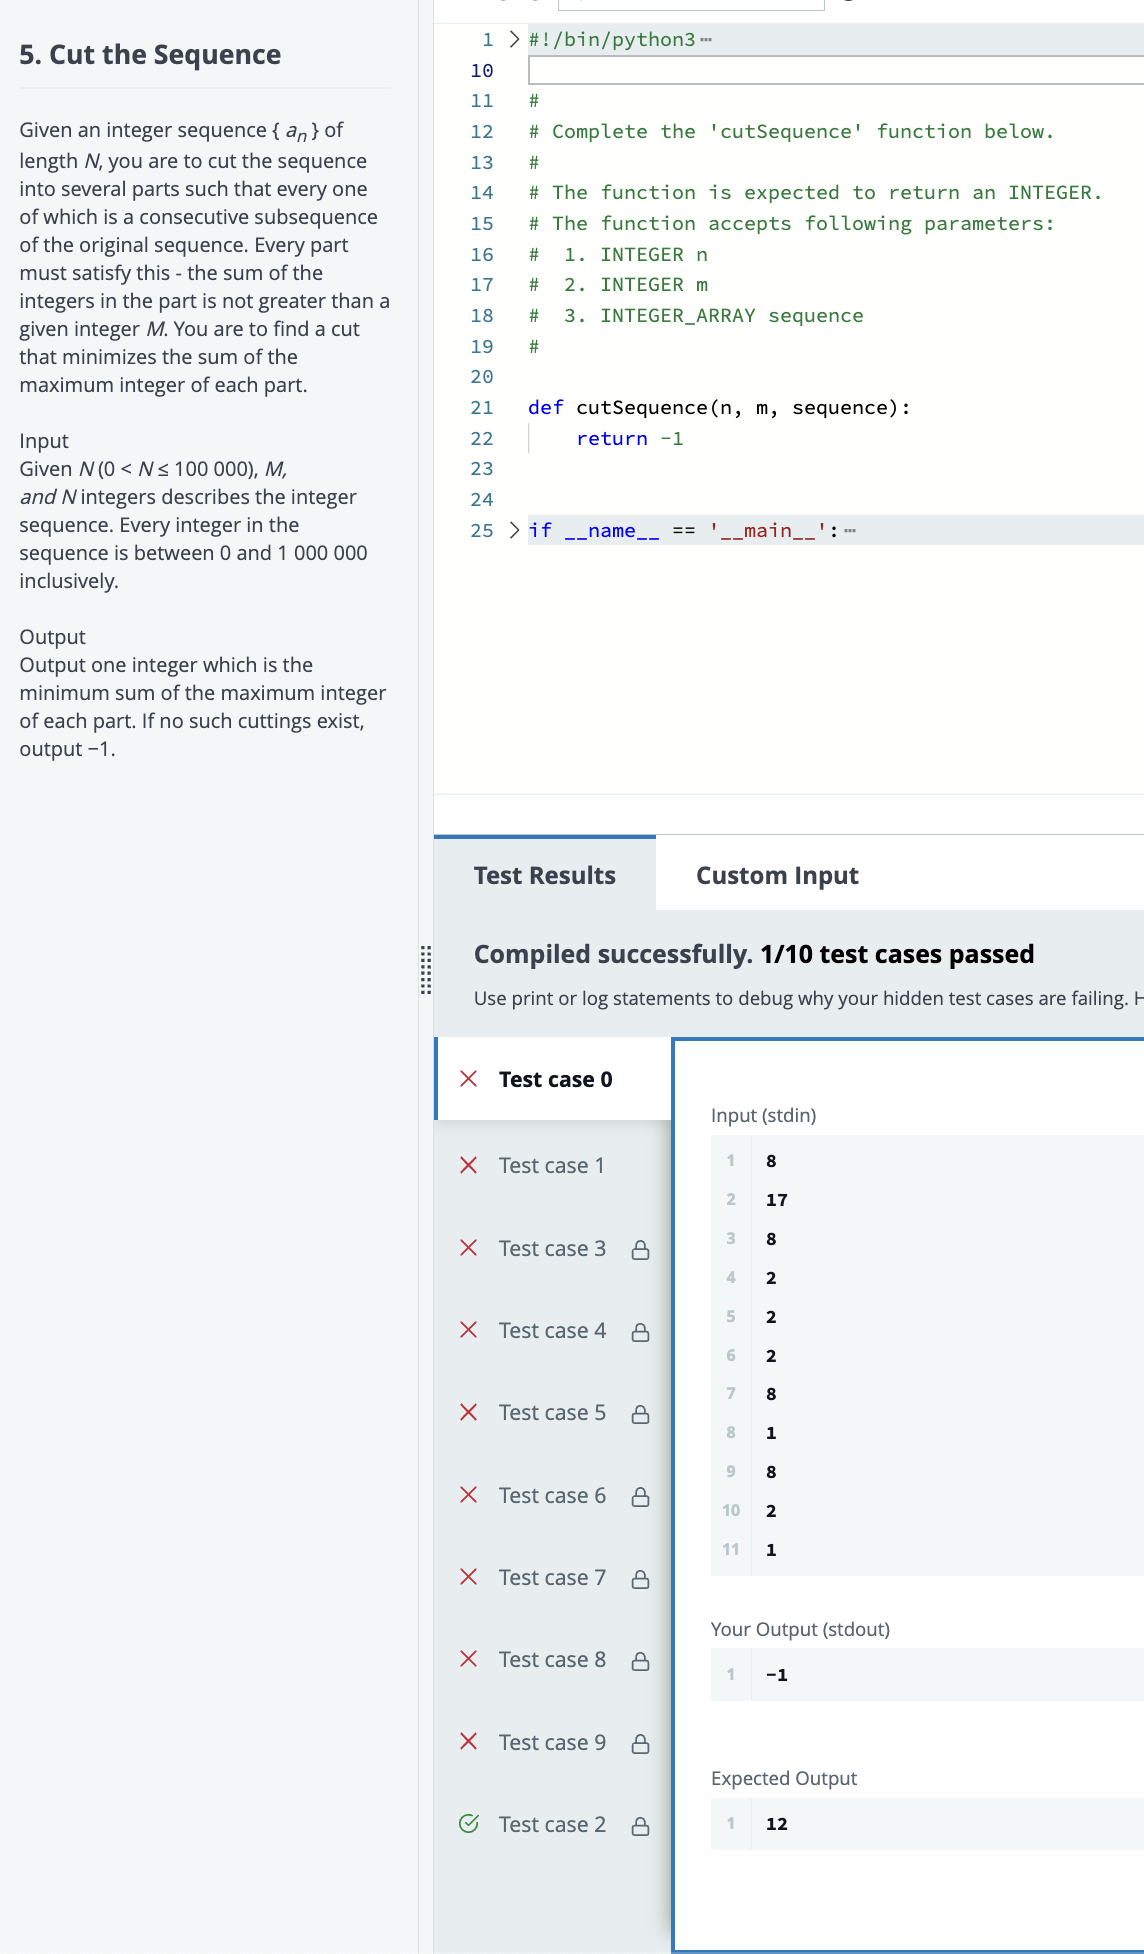 5. Cut the Sequence
Given an integer sequence { an } of
length N, you are to cut the sequence
into several parts such that every one
of which is a consecutive subsequence
of the original sequence. Every part
must satisfy this - the sum of the
integers in the part is not greater than a
given integer M. You are to find a cut
that minimizes the sum of the
maximum integer of each part.
Input
Given N (0 < N ≤ 100 000), M,
and N integers describes the integer
sequence. Every integer in the
sequence is between 0 and 1 000 000
inclusively.
Output
Output one integer which is the
minimum sum of the maximum integer
of each part. If no such cuttings exist,
output −1.
1 > #!/bin/python3 ⋯
10
11 #
12 # Complete the 'cutSequence' function below.
13 #
14 # The function is expected to return an INTEGER.
15 # The function accepts following parameters:
16 #  1. INTEGER n
17 #  2. INTEGER m
18 #  3. INTEGER_ARRAY sequence
19 #
20
21 def cutSequence(n, m, sequence):
22     return -1
23
24
25 > if __name__ == '__main__': ⋯
Test Results Custom Input
Compiled successfully. 1/10 test cases passed
Use print or log statements to debug why your hidden test cases are failing. H
Test case 0
Test case 1
Test case 3
Test case 4
Test case 5
Test case 6
Test case 7
Test case 8
Test case 9
Test case 2
Input (stdin)
1 8
2 17
3 8
4 2
5 2
6 2
7 8
8 1
9 8
10 2
11 1
Your Output (stdout)
1 -1
Expected Output
1 12